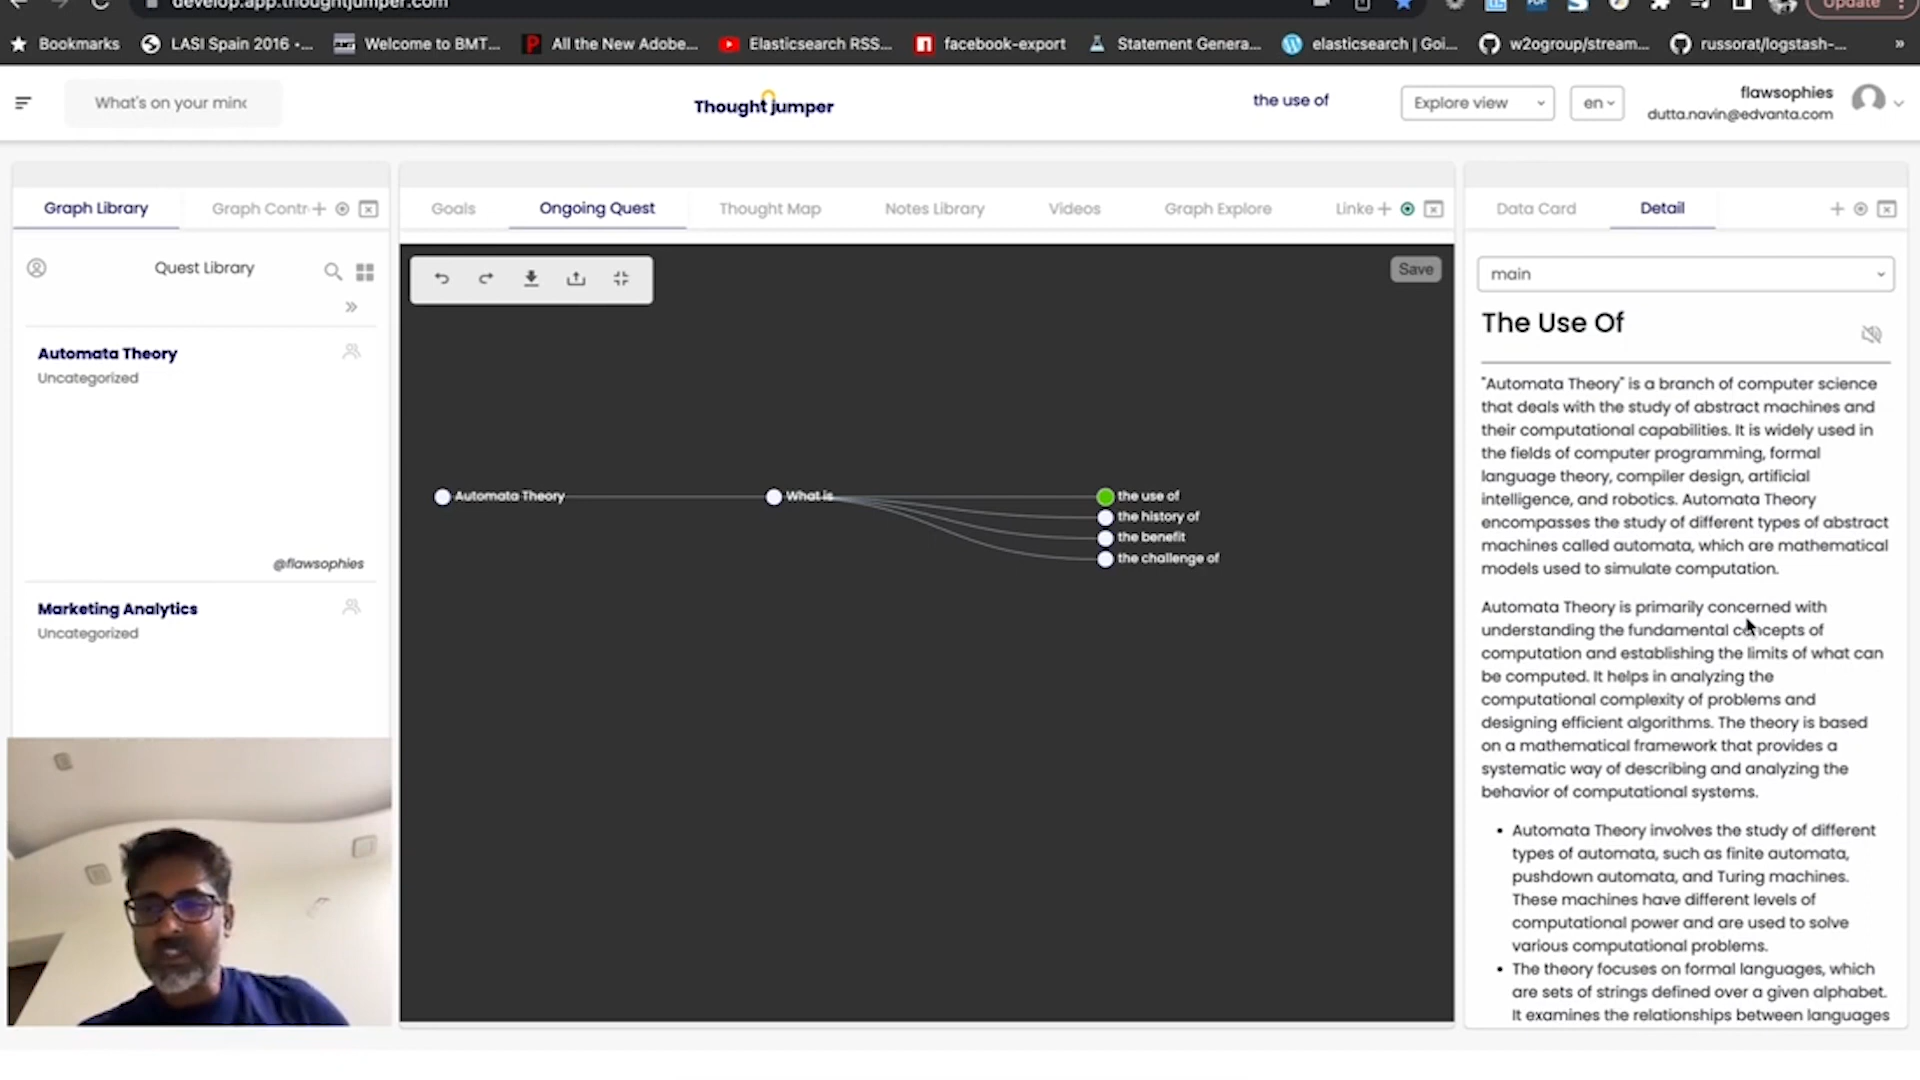 develop.app.thoughtjumper.com
Update
Bookmarks
LASI Spain 2016 •...
Welcome to BMT...
All the New Adobe...
Elasticsearch RSS...
facebook-export
Statement Genera...
elasticsearch | Goi...
w2ogroup/stream...
russorat/logstash-...
What's on your minc
Thought jumper
the use of
Explore view
en
flawsophies
dutta.navin@edvanta.com
Graph Library
Graph Contr
Goals
Ongoing Quest
Thought Map
Notes Library
Videos
Graph Explore
Linke
Data Card
Detail
Quest Library
Automata Theory
Uncategorized
@flawsophies
Marketing Analytics
Uncategorized
Save
Automata Theory
What is
the use of
the history of
the benefit
the challenge of
main
The Use Of
"Automata Theory" is a branch of computer science
that deals with the study of abstract machines and
their computational capabilities. It is widely used in
the fields of computer programming, formal
language theory, compiler design, artificial
intelligence, and robotics. Automata Theory
encompasses the study of different types of abstract
machines called automata, which are mathematical
models used to simulate computation.
Automata Theory is primarily concerned with
understanding the fundamental concepts of
computation and establishing the limits of what can
be computed. It helps in analyzing the
computational complexity of problems and
designing efficient algorithms. The theory is based
on a mathematical framework that provides a
systematic way of describing and analyzing the
behavior of computational systems.
• Automata Theory involves the study of different
types of automata, such as finite automata,
pushdown automata, and Turing machines.
These machines have different levels of
computational power and are used to solve
various computational problems.
• The theory focuses on formal languages, which
are sets of strings defined over a given alphabet.
It examines the relationships between languages